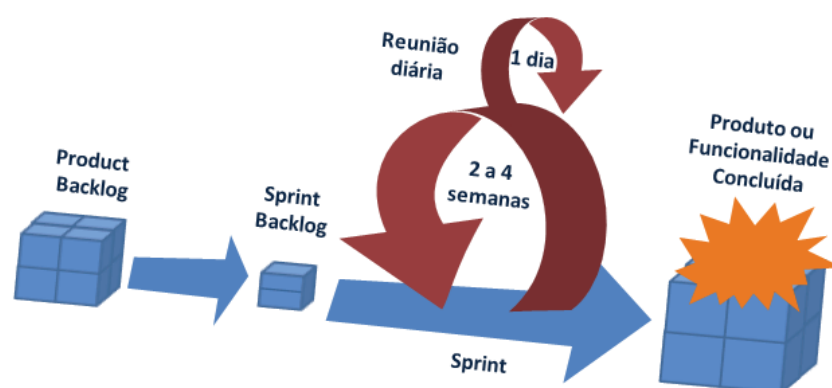 Product
Backlog
Sprint
Backlog
Reunião
diária
1 dia
2 a 4
semanas
Sprint
Produto ou
Funcionalidade
Concluída